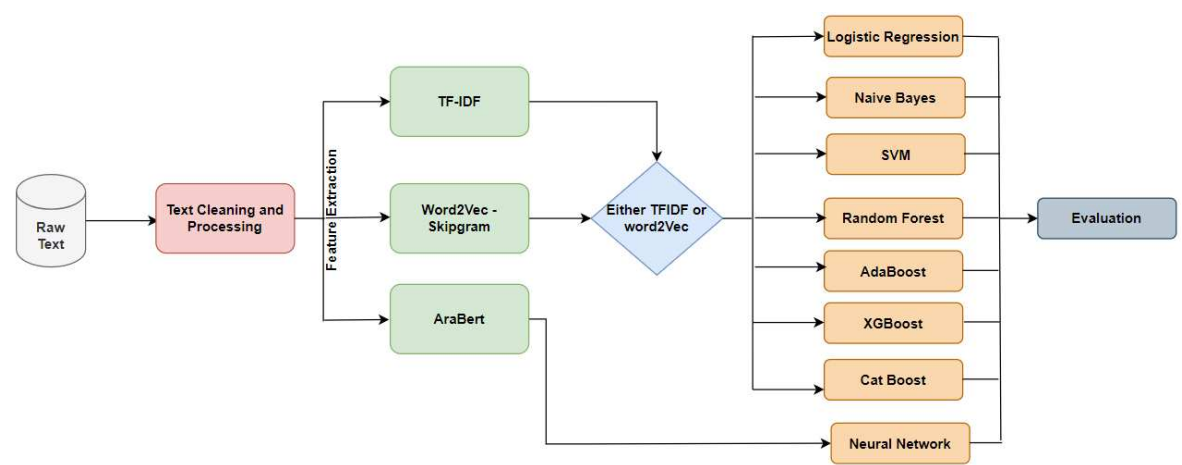 Raw
Text
Text Cleaning and
Processing
Feature Extraction
TF-IDF
Word2Vec -
Skipgram
AraBert
Either TFIDF or
word2Vec
Logistic Regression
Naive Bayes
SVM
Random Forest
AdaBoost
XGBoost
Cat Boost
Neural Network
Evaluation